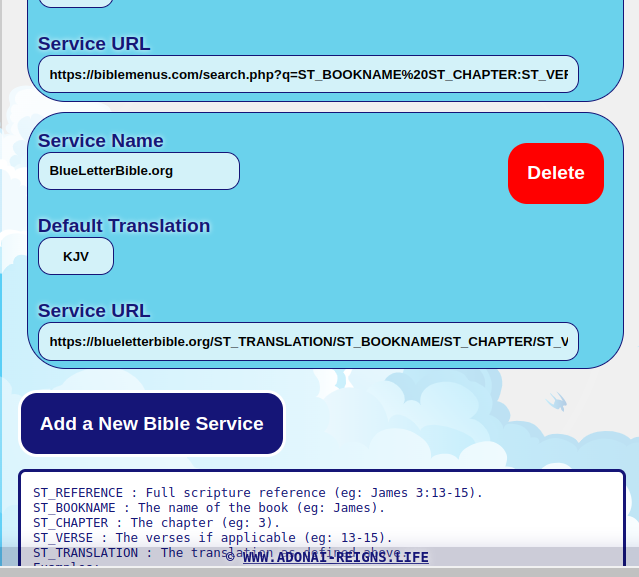 Service URL
https://biblemenus.com/search.php?q=ST_BOOKNAME%20ST_CHAPTER:ST_VER
Service Name
BlueLetterBible.org
Delete
Default Translation
KJV
Service URL
https://blueletterbible.org/ST_TRANSLATION/ST_BOOKNAME/ST_CHAPTER/ST_V
Add a New Bible Service
ST_REFERENCE : Full scripture reference (eg: James 3:13-15).
ST_BOOKNAME : The name of the book (eg: James).
ST_CHAPTER : The chapter (eg: 3).
ST_VERSE : The verses if applicable (eg: 13-15).
ST_TRANSLATION : The translation as defined above.
© WWW.ADONAI-REIGNS.LIFE
Examples: